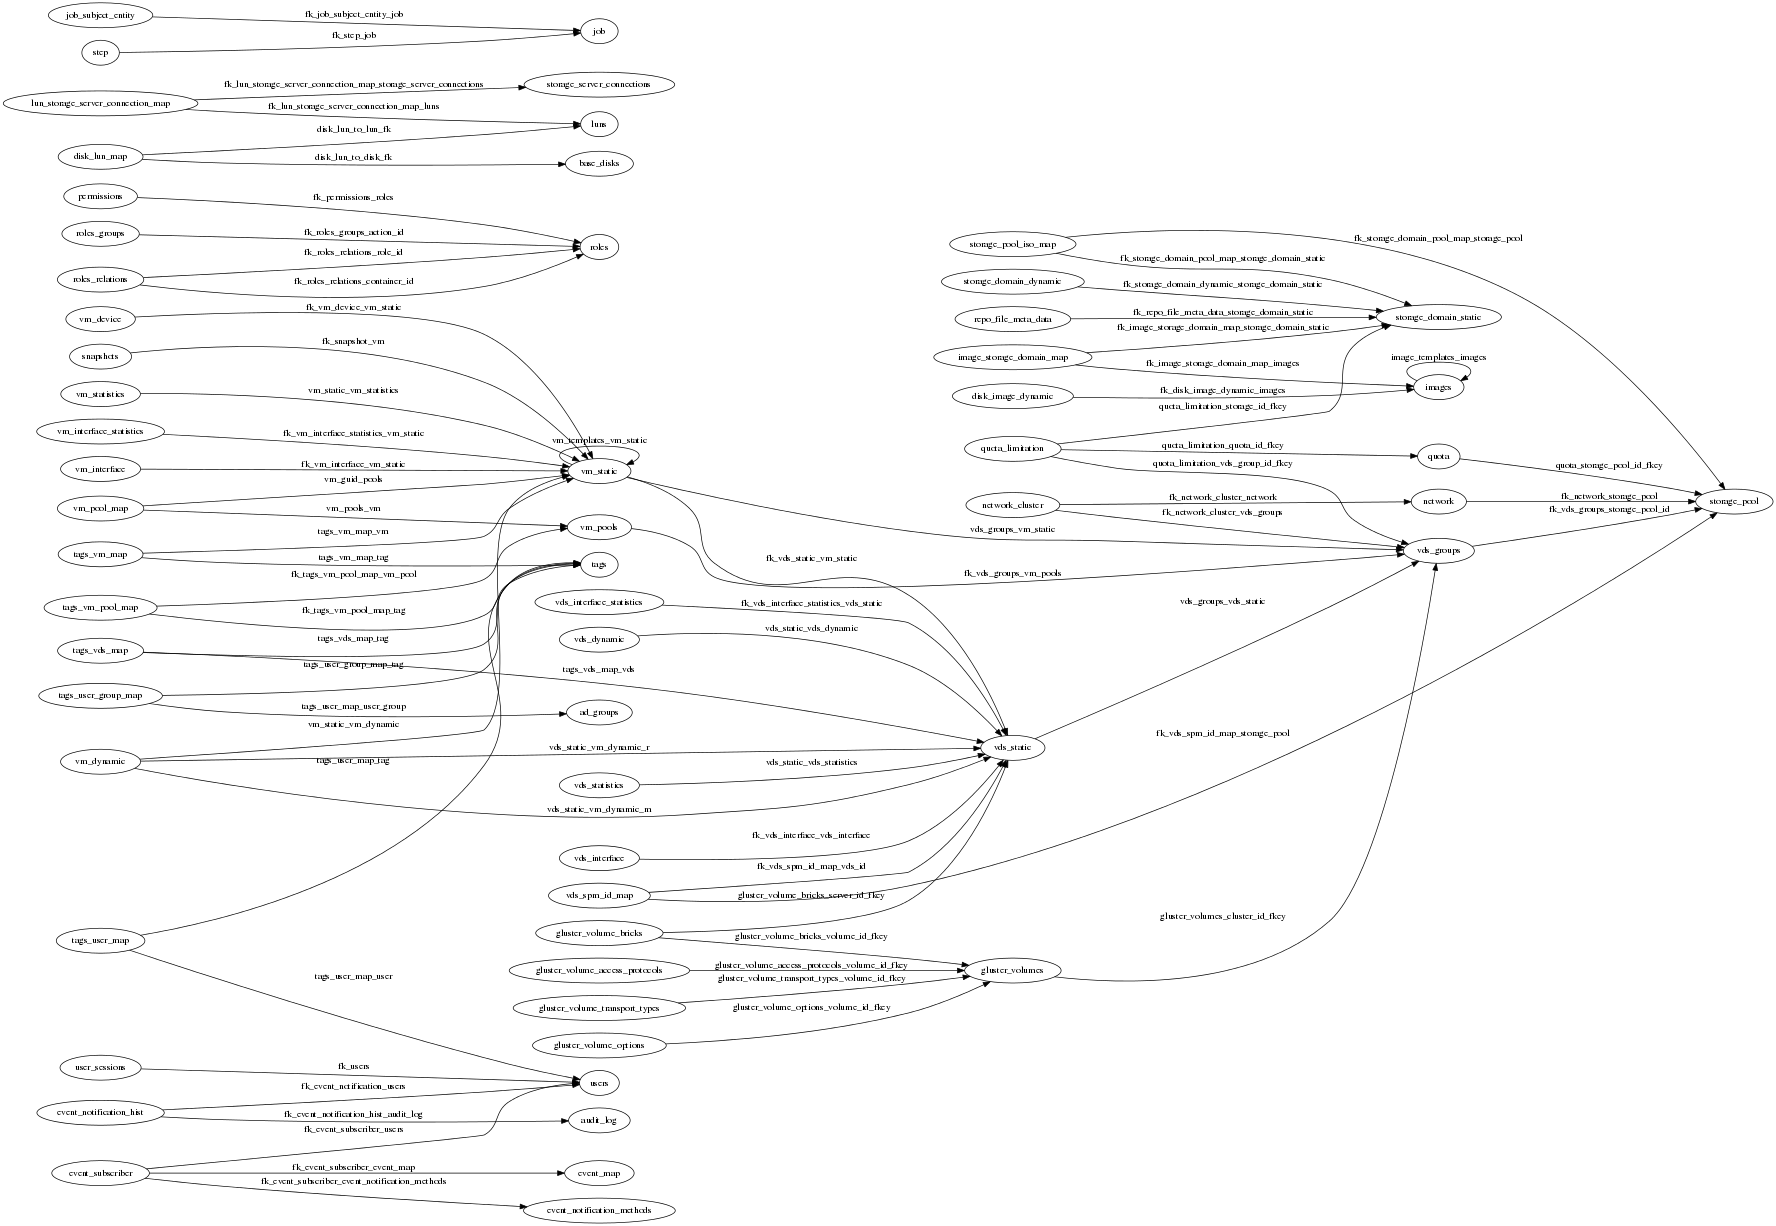 job_subject_entity
fk_job_subject_entity_job
job
step
fk_step_job
lun_storage_server_connection_map
fk_lun_storage_server_connection_map_storage_server_connections
storage_server_connections
fk_lun_storage_server_connection_map_luns
luns
disk_lun_map
disk_lun_to_lun_fk
disk_lun_to_disk_fk
base_disks
permissions
fk_permissions_roles
roles_groups
fk_roles_groups_action_id
roles
roles_relations
fk_roles_relations_role_id
fk_roles_relations_container_id
vm_device
fk_vm_device_vm_static
snapshots
fk_snapshot_vm
vm_statistics
vm_static_vm_statistics
vm_interface_statistics
fk_vm_interface_statistics_vm_static
vm_templates_vm_static
vm_interface
fk_vm_interface_vm_static
vm_static
vm_pool_map
vm_guid_pools
vm_pools_vm
vm_pools
tags_vm_map
tags_vm_map_vm
tags_vm_map_tag
tags
tags_vm_pool_map
fk_tags_vm_pool_map_vm_pool
fk_tags_vm_pool_map_tag
tags_vds_map
tags_vds_map_tag
tags_vds_map_vds
tags_user_group_map
tags_user_group_map_tag
tags_user_map_user_group
ad_groups
vm_dynamic
vm_static_vm_dynamic
vds_static_vm_dynamic_r
vds_static_vm_dynamic_m
tags_user_map_tag
tags_user_map
tags_user_map_user
user_sessions
fk_users
users
event_notification_hist
fk_event_notification_users
fk_event_notification_hist_audit_log
audit_log
event_subscriber
fk_event_subscriber_users
fk_event_subscriber_event_map
event_map
fk_event_subscriber_event_notification_methods
event_notification_methods
vds_interface_statistics
fk_vds_interface_statistics_vds_static
vds_dynamic
vds_static_vds_dynamic
vds_static
vds_statistics
vds_static_vds_statistics
vds_interface
fk_vds_interface_vds_interface
vds_spm_id_map
fk_vds_spm_id_map_vds_id
fk_vds_spm_id_map_storage_pool
gluster_volume_bricks
gluster_volume_bricks_server_id_fkey
gluster_volume_bricks_volume_id_fkey
gluster_volume_access_protocols
gluster_volume_access_protocols_volume_id_fkey
gluster_volumes
gluster_volume_transport_types
gluster_volume_transport_types_volume_id_fkey
gluster_volume_options
gluster_volume_options_volume_id_fkey
gluster_volumes_cluster_id_fkey
vds_groups_vm_static
fk_vds_static_vm_static
fk_vds_groups_vm_pools
vds_groups_vds_static
storage_pool_iso_map
fk_storage_domain_pool_map_storage_pool
fk_storage_domain_pool_map_storage_domain_static
storage_domain_dynamic
fk_storage_domain_dynamic_storage_domain_static
storage_domain_static
repo_file_meta_data
fk_repo_file_meta_data_storage_domain_static
image_storage_domain_map
fk_image_storage_domain_map_storage_domain_static
fk_image_storage_domain_map_images
image_templates_images
images
disk_image_dynamic
fk_disk_image_dynamic_images
quota_limitation
quota_limitation_storage_id_fkey
quota_limitation_quota_id_fkey
quota_limitation_vds_group_id_fkey
quota
quota_storage_pool_id_fkey
network_cluster
fk_network_cluster_network
network
fk_network_storage_pool
storage_pool
fk_network_cluster_vds_groups
fk_vds_groups_storage_pool_id
vds_groups